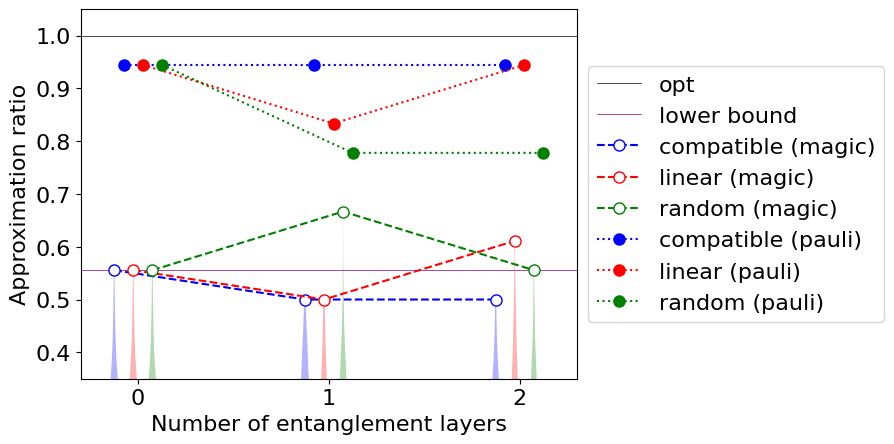 1.0
0.9
0.8
0.7
0.6
0.5
0.4
Approximation ratio
0
1
2
Number of entanglement layers
opt
lower bound
compatible (magic)
linear (magic)
random (magic)
compatible (pauli)
linear (pauli)
random (pauli)